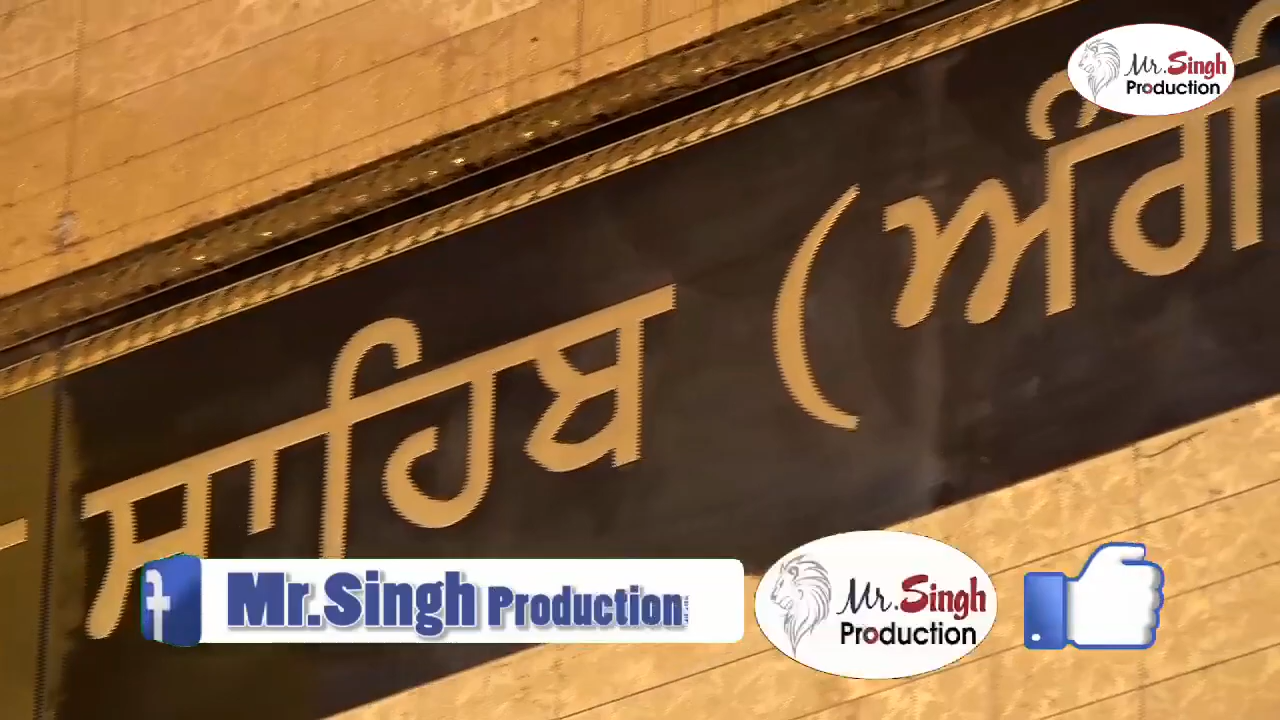 Mr.Singh
Production
ਸਾਹਿਬ (
Mr.Singh Production
Mr.Singh
Production